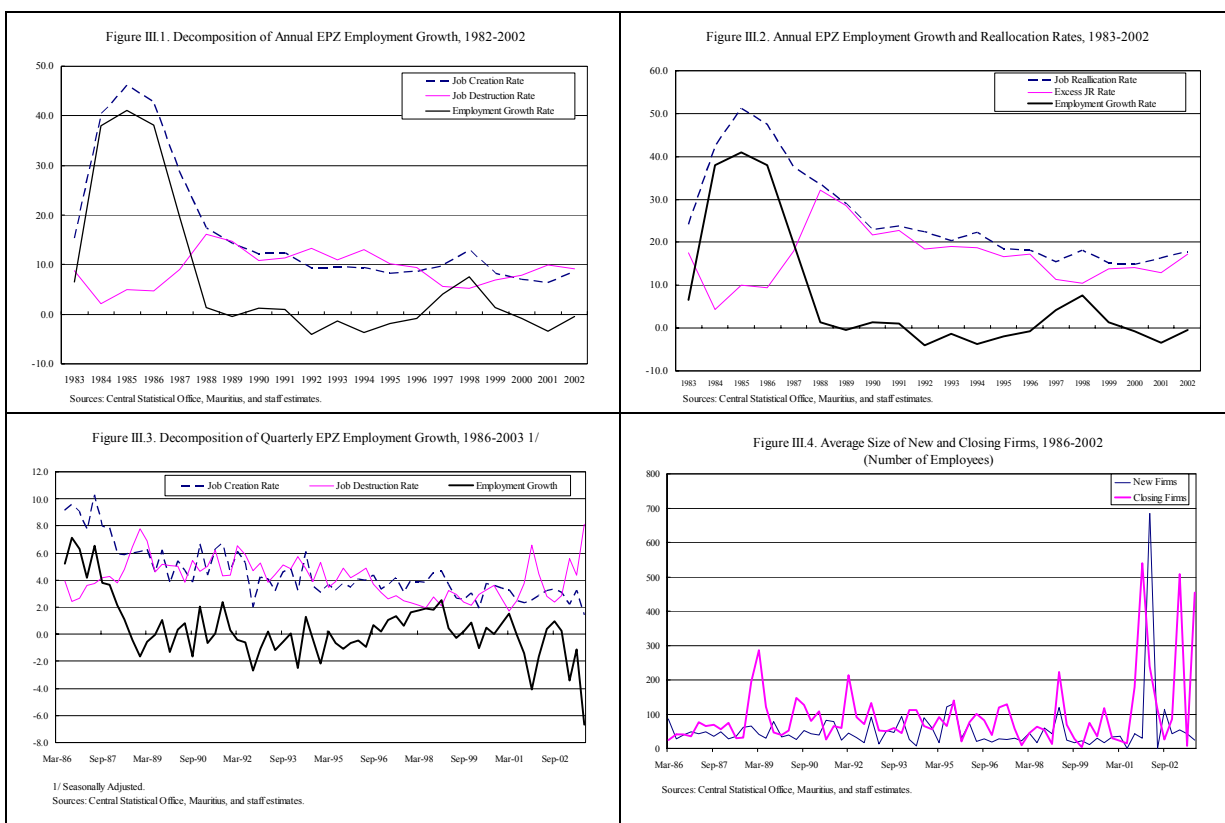 Figure III.1. Decomposition of Annual EPZ Employment Growth, 1982-2002
50.0
40.0
30.0
20.0
10.0
0.0
-10.0
Job Creation Rate
Job Destruction Rate
Employment Growth Rate
1983 1984 1985 1986 1987 1988 1989 1990 1991 1992 1993 1994 1995 1996 1997 1998 1999 2000 2001 2002
Sources: Central Statistical Office, Mauritius, and staff estimates.
Figure III.2. Annual EPZ Employment Growth and Reallocation Rates, 1983-2002
60.0
50.0
40.0
30.0
20.0
10.0
0.0
-10.0
Job Reallication Rate
Excess JR Rate
Employment Growth Rate
1983 1984 1985 1986 1987 1988 1989 1990 1991 1992 1993 1994 1995 1996 1997 1998 1999 2000 2001 2002
Sources: Central Statistical Office, Mauritius, and staff estimates.
Figure III.3. Decomposition of Quarterly EPZ Employment Growth, 1986-2003 1/
12.0
10.0
8.0
6.0
4.0
2.0
0.0
-2.0
-4.0
-6.0
-8.0
Job Creation Rate Job Destruction Rate Employment Growth
Mar-86 Sep-87 Mar-89 Sep-90 Mar-92 Sep-93 Mar-95 Sep-96 Mar-98 Sep-99 Mar-01 Sep-02
1/ Seasonally Adjusted.
Sources: Central Statistical Office, Mauritius, and staff estimates.
Figure III.4. Average Size of New and Closing Firms, 1986-2002
(Number of Employees)
800
700
600
500
400
300
200
100
0
New Firms
Closing Firms
Mar-86 Sep-87 Mar-89 Sep-90 Mar-92 Sep-93 Mar-95 Sep-96 Mar-98 Sep-99 Mar-01 Sep-02
Sources: Central Statistical Office, Mauritius, and staff estimates.